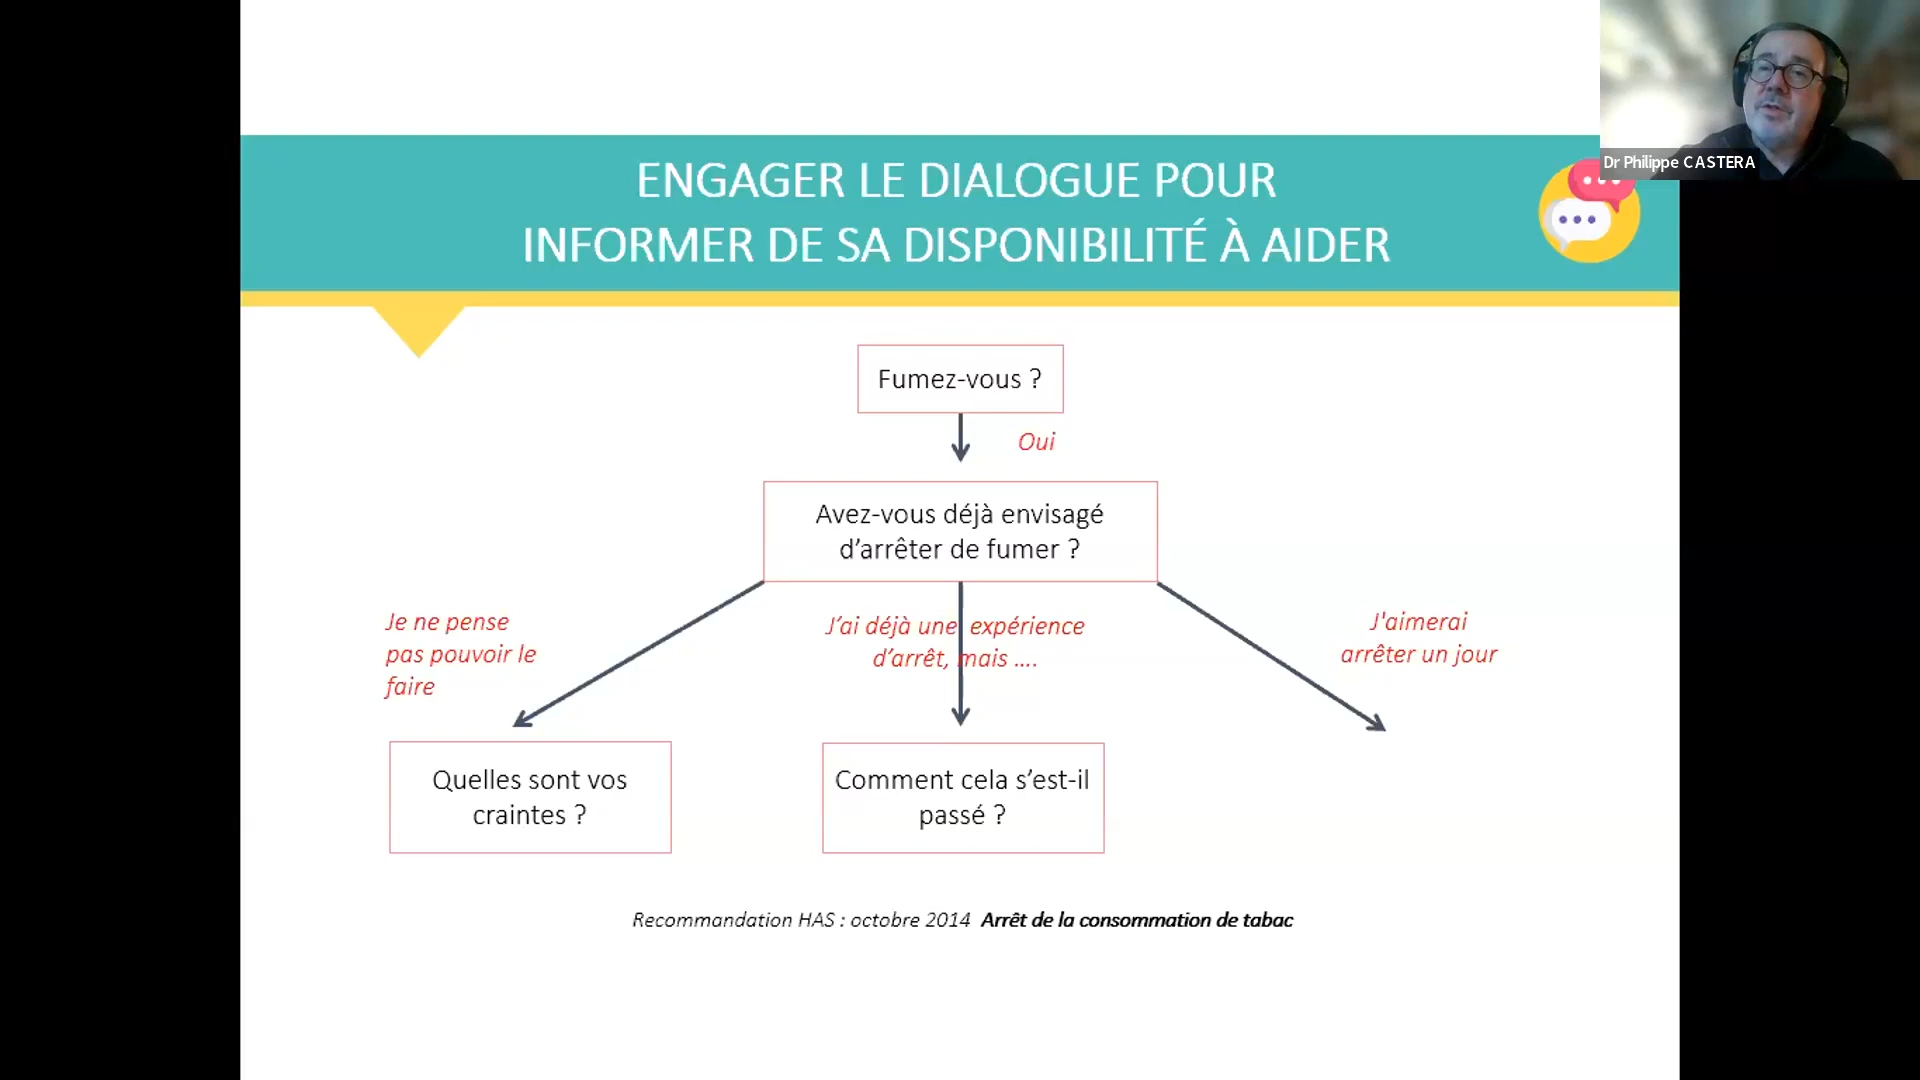 Dr Philippe CASTERA
ENGAGER LE DIALOGUE POUR
INFORMER DE SA DISPONIBILITÉ À AIDER
Fumez-vous ?
Oui
Avez-vous déjà envisagé
d’arrêter de fumer ?
Je ne pense
pas pouvoir le
faire
J’ai déjà une expérience
d’arrêt, mais ....
J'aimerai
arrêter un jour
Quelles sont vos
craintes ?
Comment cela s’est-il
passé ?
Recommandation HAS : octobre 2014 Arrêt de la consommation de tabac